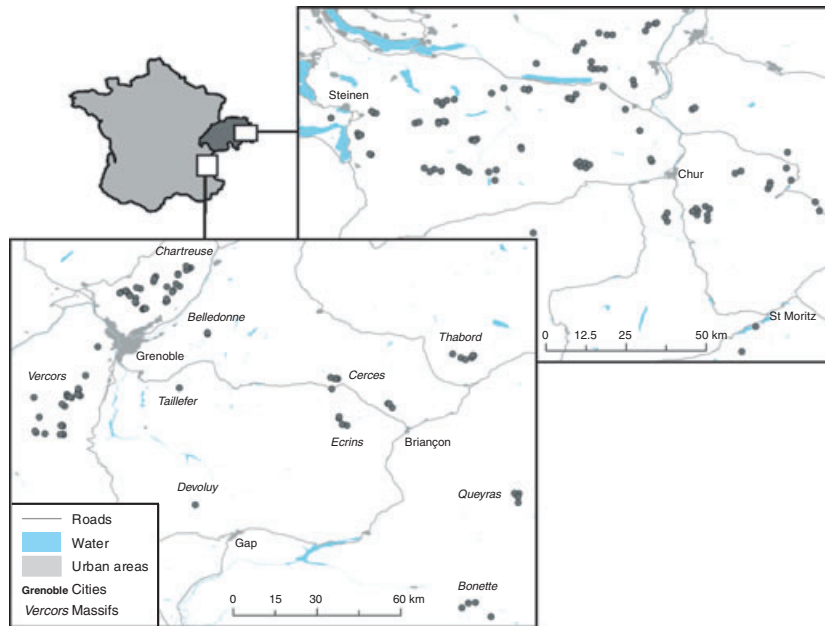 Steinen
Chur
St Moritz
0 12.5 25 50 km
Chartreuse
Belledonne
Grenoble
Thabord
Vercors
Cerces
Taillefer
Ecrins
Briançon
Devoluy
Queyras
Gap
Bonette
0 15 30 60 km
Roads
Water
Urban areas
Grenoble Cities
Vercors Massifs